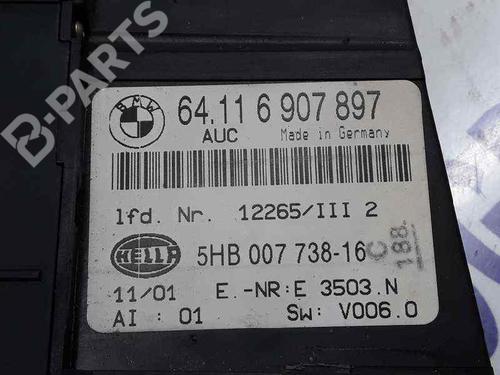 B-PARTS
BMW
64.11 6 907 897
AUC Made in Germany
lfd. Nr. 12265/III 2
HELLA 5HB 007 738-16
C
188.
11/01 E.-NR:E 3503.N
AI : 01 SW: V006.0